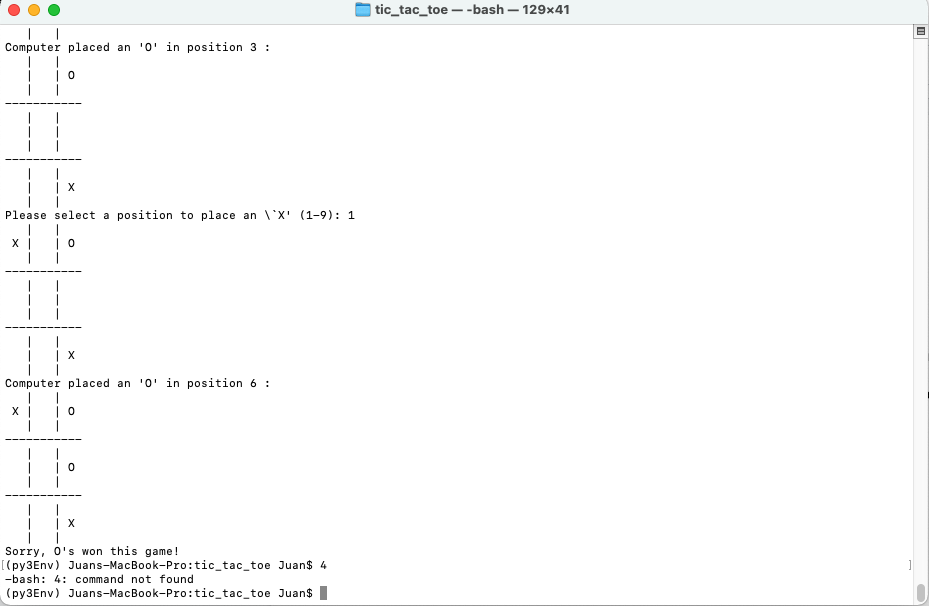 tic_tac_toe — -bash — 129×41
   |   |
Computer placed an 'O' in position 3 :
   |   |
   |   | O
   |   |
-----------
   |   |
   |   |
   |   |
-----------
   |   |
   |   | X
   |   |
Please select a position to place an \`X' (1-9): 1
   |   |
 X |   | O
   |   |
-----------
   |   |
   |   |
   |   |
-----------
   |   |
   |   | X
   |   |
Computer placed an 'O' in position 6 :
   |   |
 X |   | O
   |   |
-----------
   |   |
   |   | O
   |   |
-----------
   |   |
   |   | X
   |   |
Sorry, O's won this game!
[(py3Env) Juans-MacBook-Pro:tic_tac_toe Juan$ 4 ]
-bash: 4: command not found
(py3Env) Juans-MacBook-Pro:tic_tac_toe Juan$